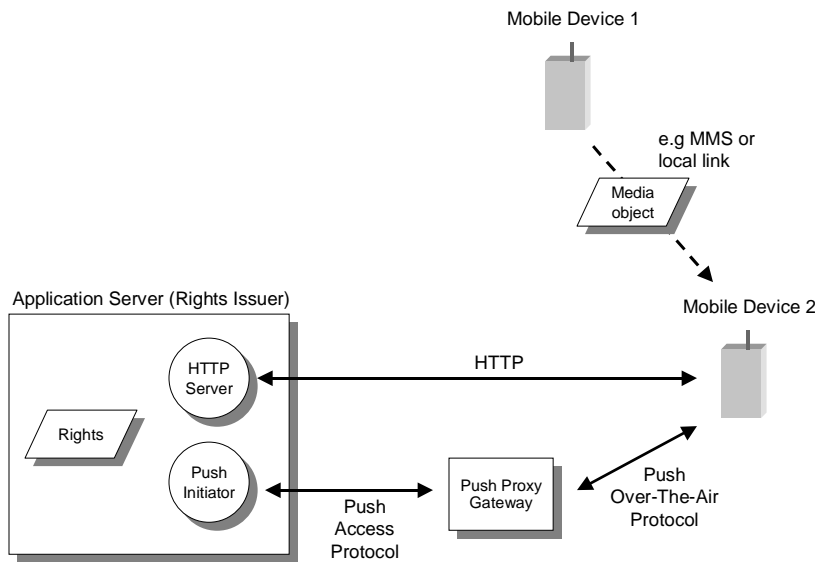 Mobile Device 1
e.g MMS or
local link
Media
object
Application Server (Rights Issuer)
Mobile Device 2
HTTP
Server
HTTP
Rights
Push
Initiator
Push
Access
Protocol
Push Proxy
Gateway
Push
Over-The-Air
Protocol